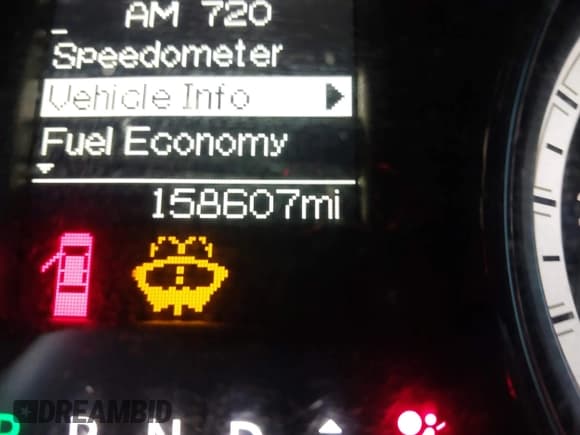 AM 720
Speedometer
Vehicle Info
Fuel Economy
158607mi
P R N D
DREAMBID